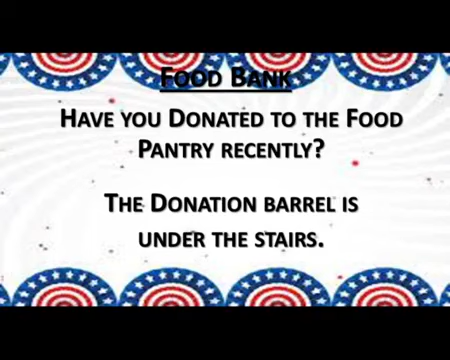 FOOD BANK
HAVE YOU DONATED TO THE FOOD
PANTRY RECENTLY?
THE DONATION BARREL IS
UNDER THE STAIRS.